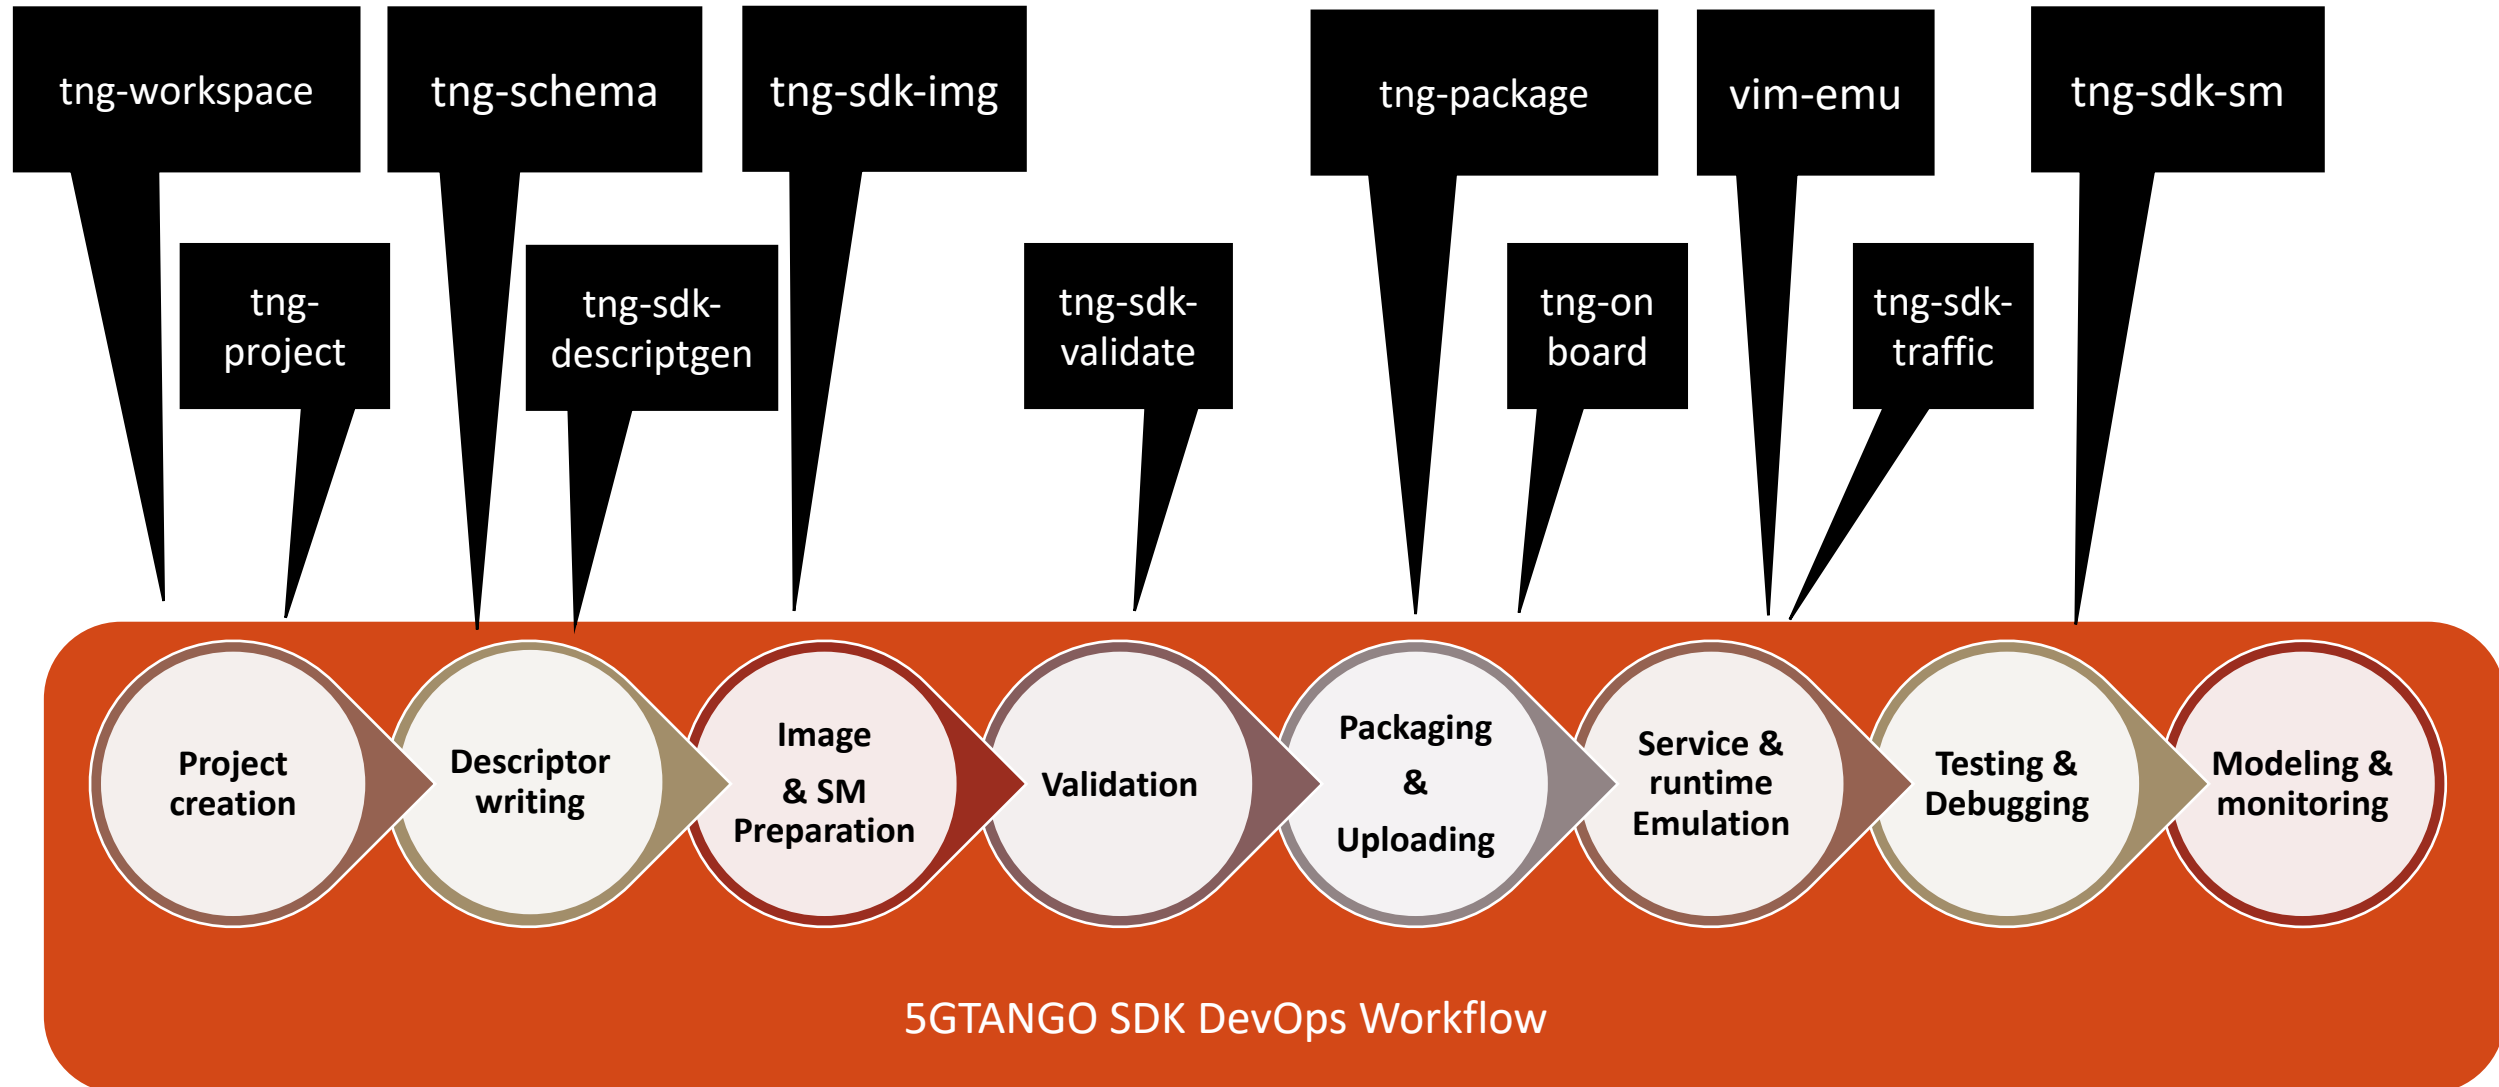 tng-workspace
tng-schema
tng-sdk-img
tng-package
vim-emu
tng-sdk-sm
tng-
project
tng-sdk-
descriptgen
tng-sdk-
validate
tng-on
board
tng-sdk-
traffic
Project
creation
Descriptor
writing
Image
& SM
Preparation
Validation
Packaging
&
Uploading
Service &
runtime
Emulation
Testing &
Debugging
Modeling &
monitoring
5GTANGO SDK DevOps Workflow